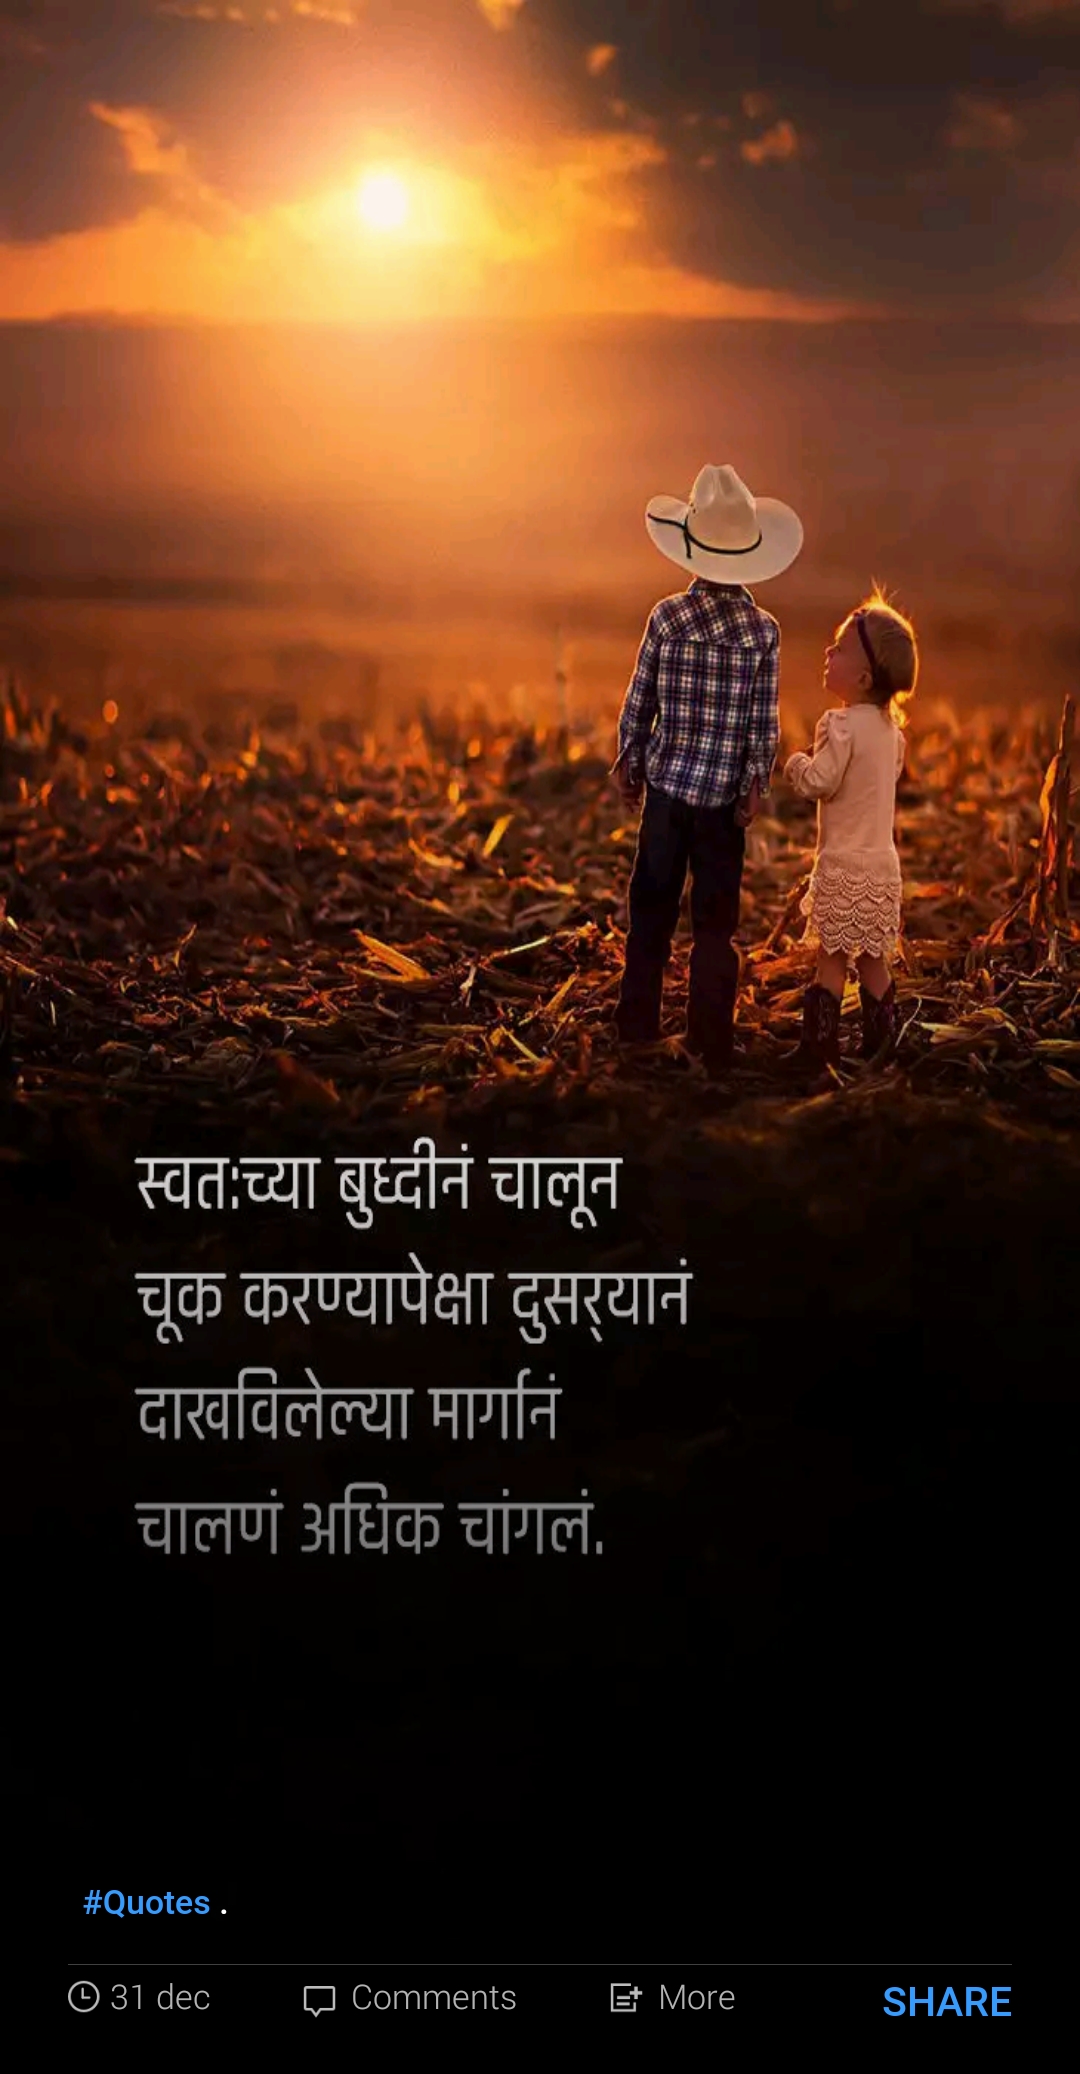 स्वत:च्या बुध्दीनं चालून
चूक करण्यापेक्षा दुसऱ्यानं
दाखविलेल्या मार्गानं
चालणं अधिक चांगलं.
#Quotes .
31 dec Comments More SHARE